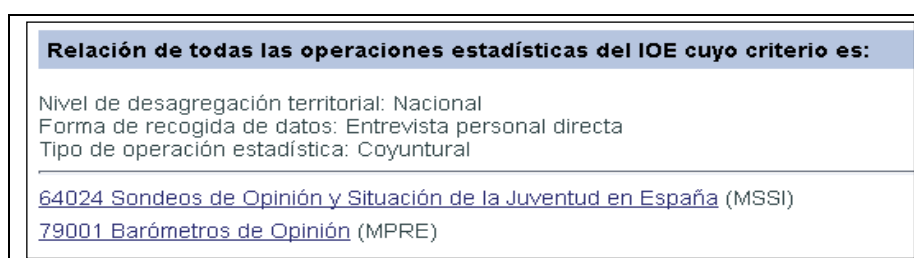 Relación de todas las operaciones estadísticas del IOE cuyo criterio es:
Nivel de desagregación territorial: Nacional
Forma de recogida de datos: Entrevista personal directa
Tipo de operación estadística: Coyuntural
64024 Sondeos de Opinión y Situación de la Juventud en España (MSSI)
79001 Barómetros de Opinión (MPRE)